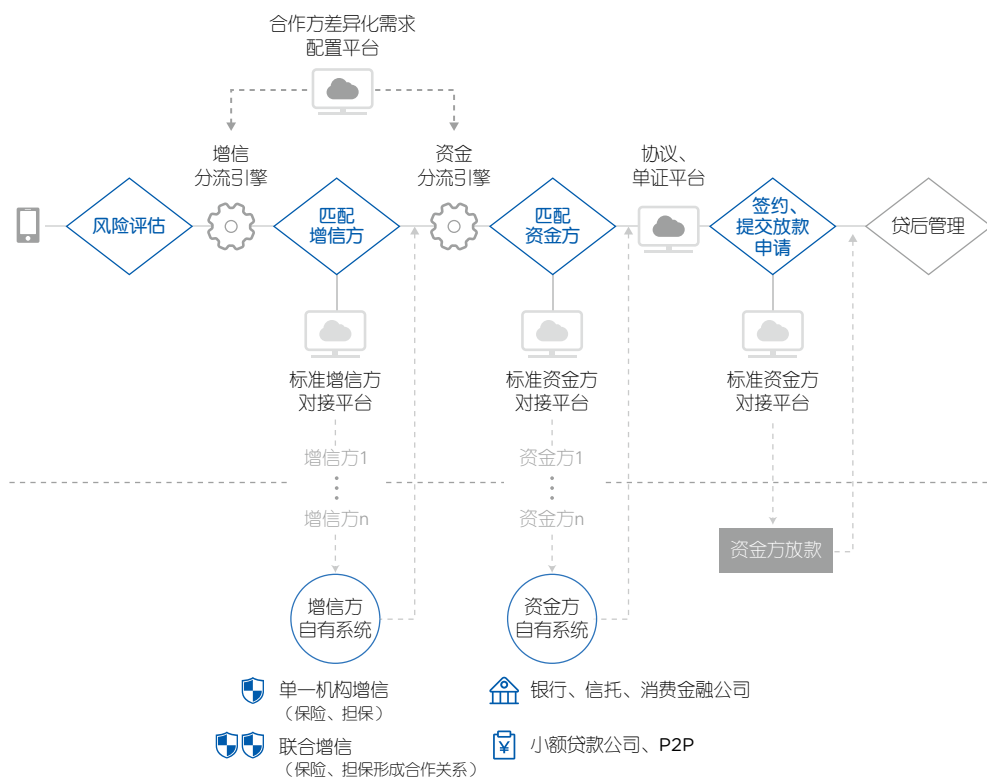 合作方差异化需求
配置平台
增信
分流引擎
资金
分流引擎
协议、
单证平台
风险评估
匹配
增信方
匹配
资金方
签约、
提交放款
申请
贷后管理
标准增信方
对接平台
标准资金方
对接平台
标准资金方
对接平台
增信方1
资金方1
增信方n
资金方n
资金方放款
增信方
自有系统
资金方
自有系统
单一机构增信
（保险、担保）
银行、信托、消费金融公司
联合增信
（保险、担保形成合作关系）
小额贷款公司、P2P